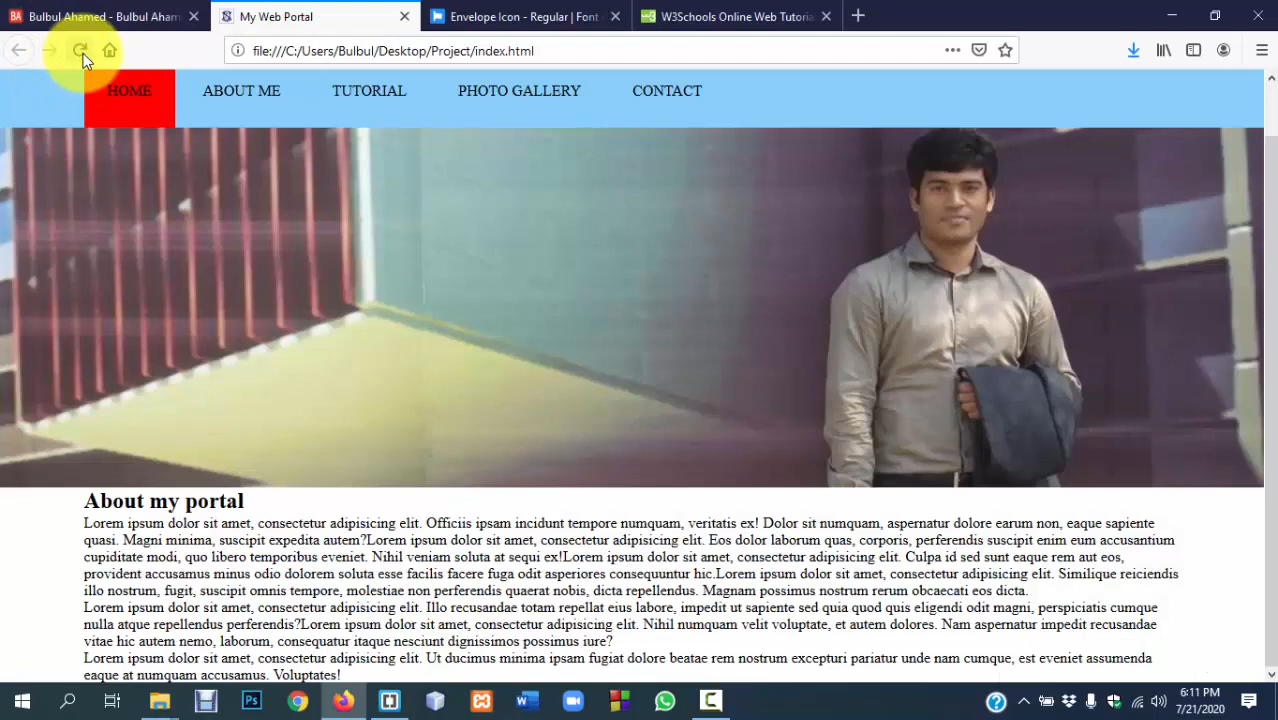 Bulbul Ahamed - Bulbul Aham
My Web Portal
Envelope Icon - Regular | Font
W3Schools Online Web Tutoria
file:///C:/Users/Bulbul/Desktop/Project/index.html
HOME ABOUT ME TUTORIAL PHOTO GALLERY CONTACT
About my portal
Lorem ipsum dolor sit amet, consectetur adipisicing elit. Officiis ipsam incidunt tempore numquam, veritatis ex! Dolor sit numquam, aspernatur dolore earum non, eaque sapiente
quasi. Magni minima, suscipit expedita autem?Lorem ipsum dolor sit amet, consectetur adipisicing elit. Eos dolor laborum quas, corporis, perferendis suscipit enim eum accusantium
cupiditate modi, quo libero temporibus eveniet. Nihil veniam soluta at sequi ex!Lorem ipsum dolor sit amet, consectetur adipisicing elit. Culpa id sed sunt eaque rem aut eos,
provident accusamus minus odio dolorem soluta esse facilis facere fuga odit asperiores consequuntur hic.Lorem ipsum dolor sit amet, consectetur adipisicing elit. Similique reiciendis
illo nostrum, fugit, suscipit omnis tempore, molestiae non perferendis quaerat nobis, dicta repellendus. Magnam possimus nostrum rerum obcaecati eos dicta.
Lorem ipsum dolor sit amet, consectetur adipisicing elit. Illo recusandae totam repellat eius labore, impedit ut sapiente sed quia quod quis eligendi odit magni, perspiciatis cumque
nulla atque repellendus perferendis?Lorem ipsum dolor sit amet, consectetur adipisicing elit. Nihil numquam velit voluptate, et autem dolores. Nam aspernatur impedit recusandae
vitae hic autem nemo, laborum, consequatur itaque nesciunt dignissimos possimus iure?
Lorem ipsum dolor sit amet, consectetur adipisicing elit. Ut ducimus minima ipsam fugiat dolore beatae rem nostrum excepturi pariatur unde nam cumque, est eveniet assumenda
eaque at numquam accusamus. Voluptates!
6:11 PM
7/21/2020